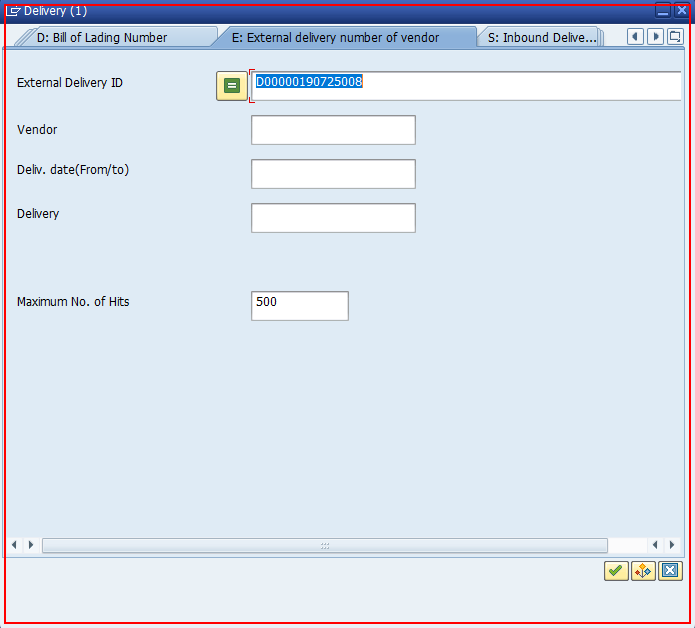 Delivery (1)
D: Bill of Lading Number
E: External delivery number of vendor
S: Inbound Delive...
External Delivery ID
D00000190725008
Vendor
Deliv. date(From/to)
Delivery
Maximum No. of Hits
500